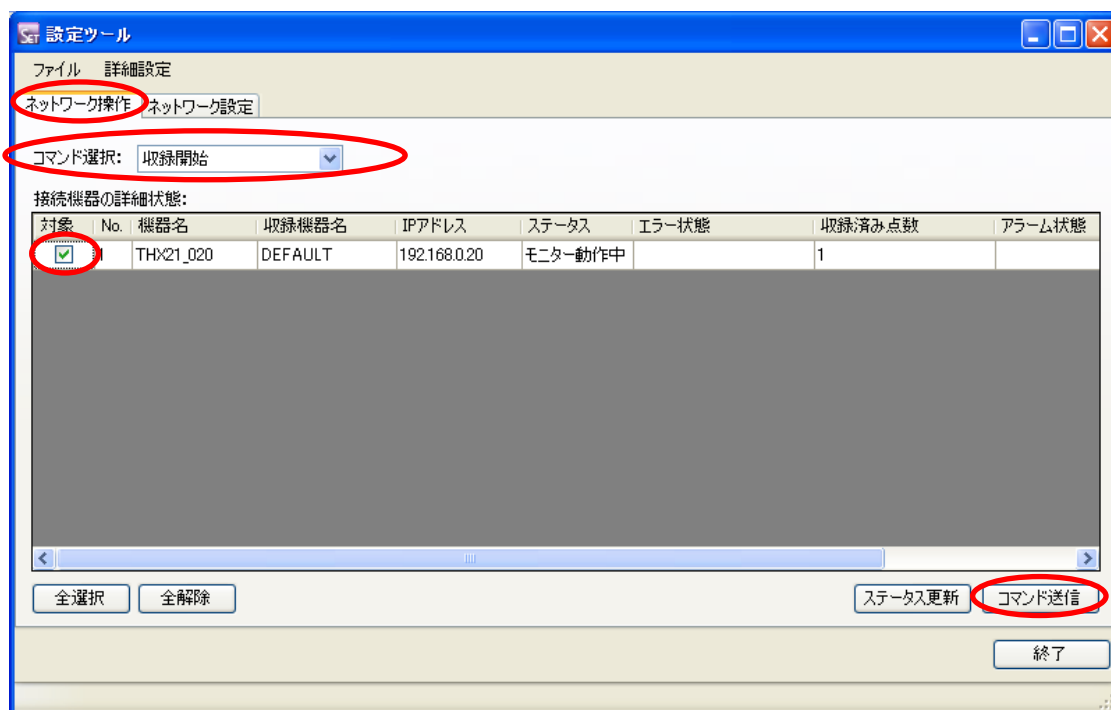 SET 設定ツール
ファイル 詳細設定
ネットワーク操作 ネットワーク設定
コマンド選択: 収録開始
接続機器の詳細状態:
対象 No. 機器名 収録機器名 IPアドレス ステータス エラー状態 収録済み点数 アラーム状態
1 THX21_020 DEFAULT 192.168.0.20 モニター動作中 1
全選択 全解除 ステータス更新 コマンド送信
終了